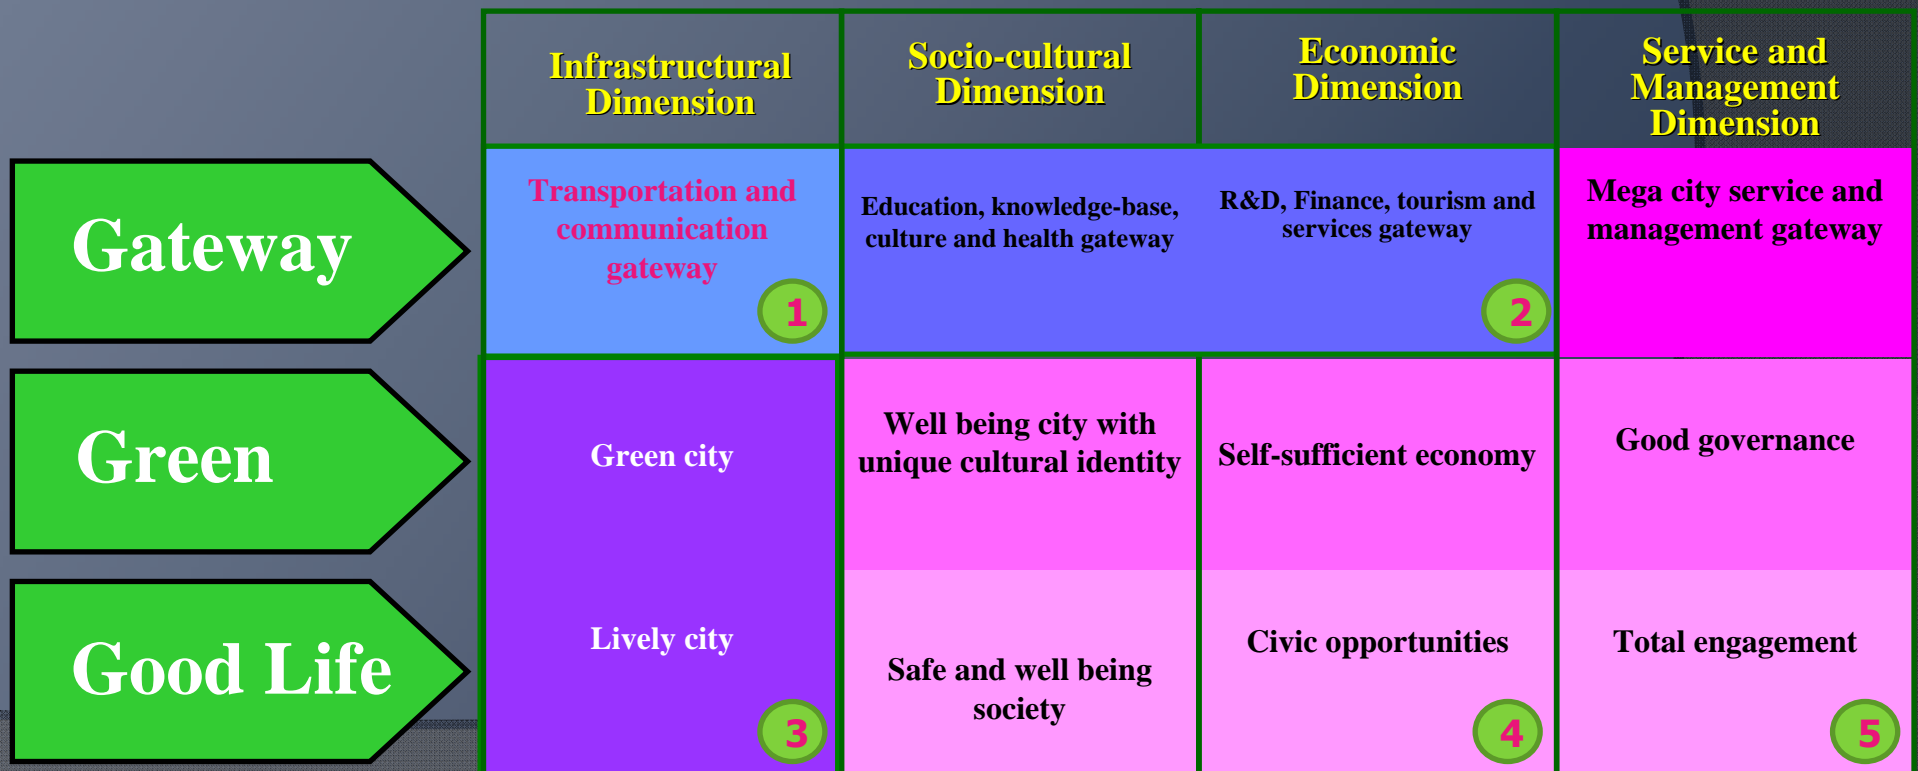 Infrastructural
Dimension
Socio-cultural
Dimension
Economic
Dimension
Service and
Management
Dimension
Gateway
Transportation and
communication
gateway
1
Education, knowledge-base,
culture and health gateway
R&D, Finance, tourism and
services gateway
2
Mega city service and
management gateway
Green
Green city
Well being city with
unique cultural identity
Self-sufficient economy
Good governance
Good Life
Lively city
3
Safe and well being
society
Civic opportunities
4
Total engagement
5